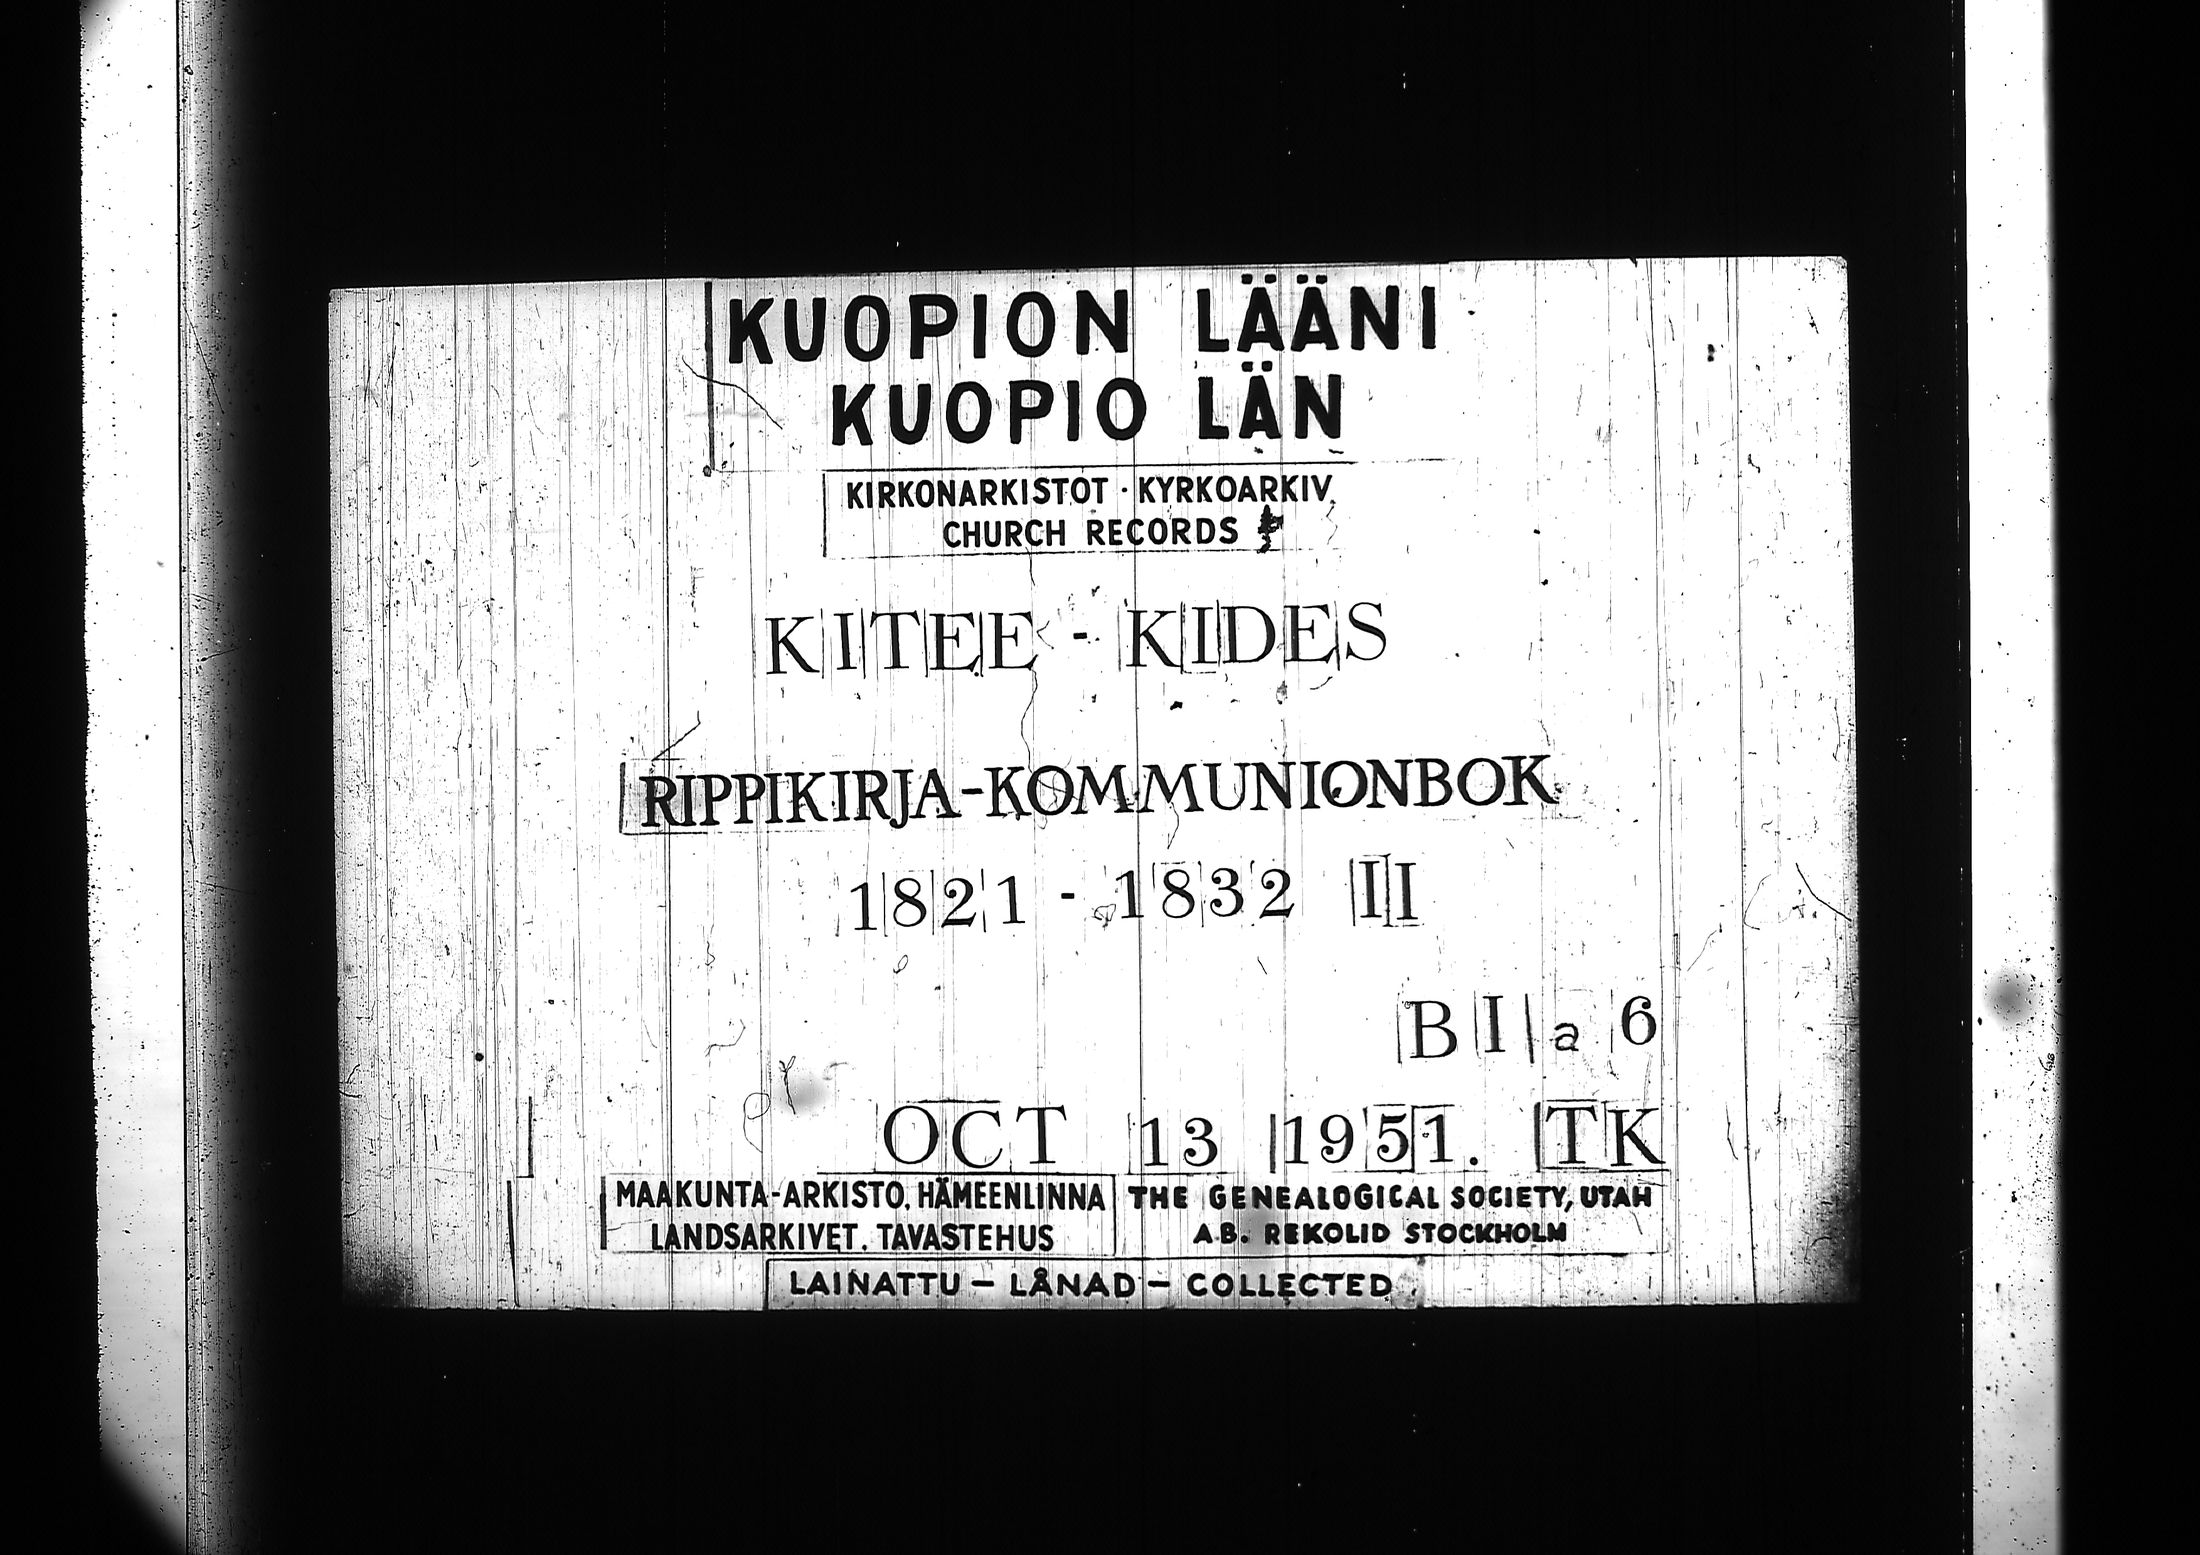 KUOPION LÄÄNI
KUOPIO LÄN
KIRKONARKISTOT · KYRKOARKIV
CHURCH RECORDS
KITEE - KIDES
RIPPIKIRJA-KOMMUNIONBOK
1821 - 1832 II
B I a 6
OCT 13 1951. TK
MAAKUNTA-ARKISTO, HÄMEENLINNA
LANDSARKIVET. TAVASTEHUS
THE GENEALOGICAL SOCIETY, UTAH
A.B. REKOLID STOCKHOLM
LAINATTU – LÅNAD – COLLECTED